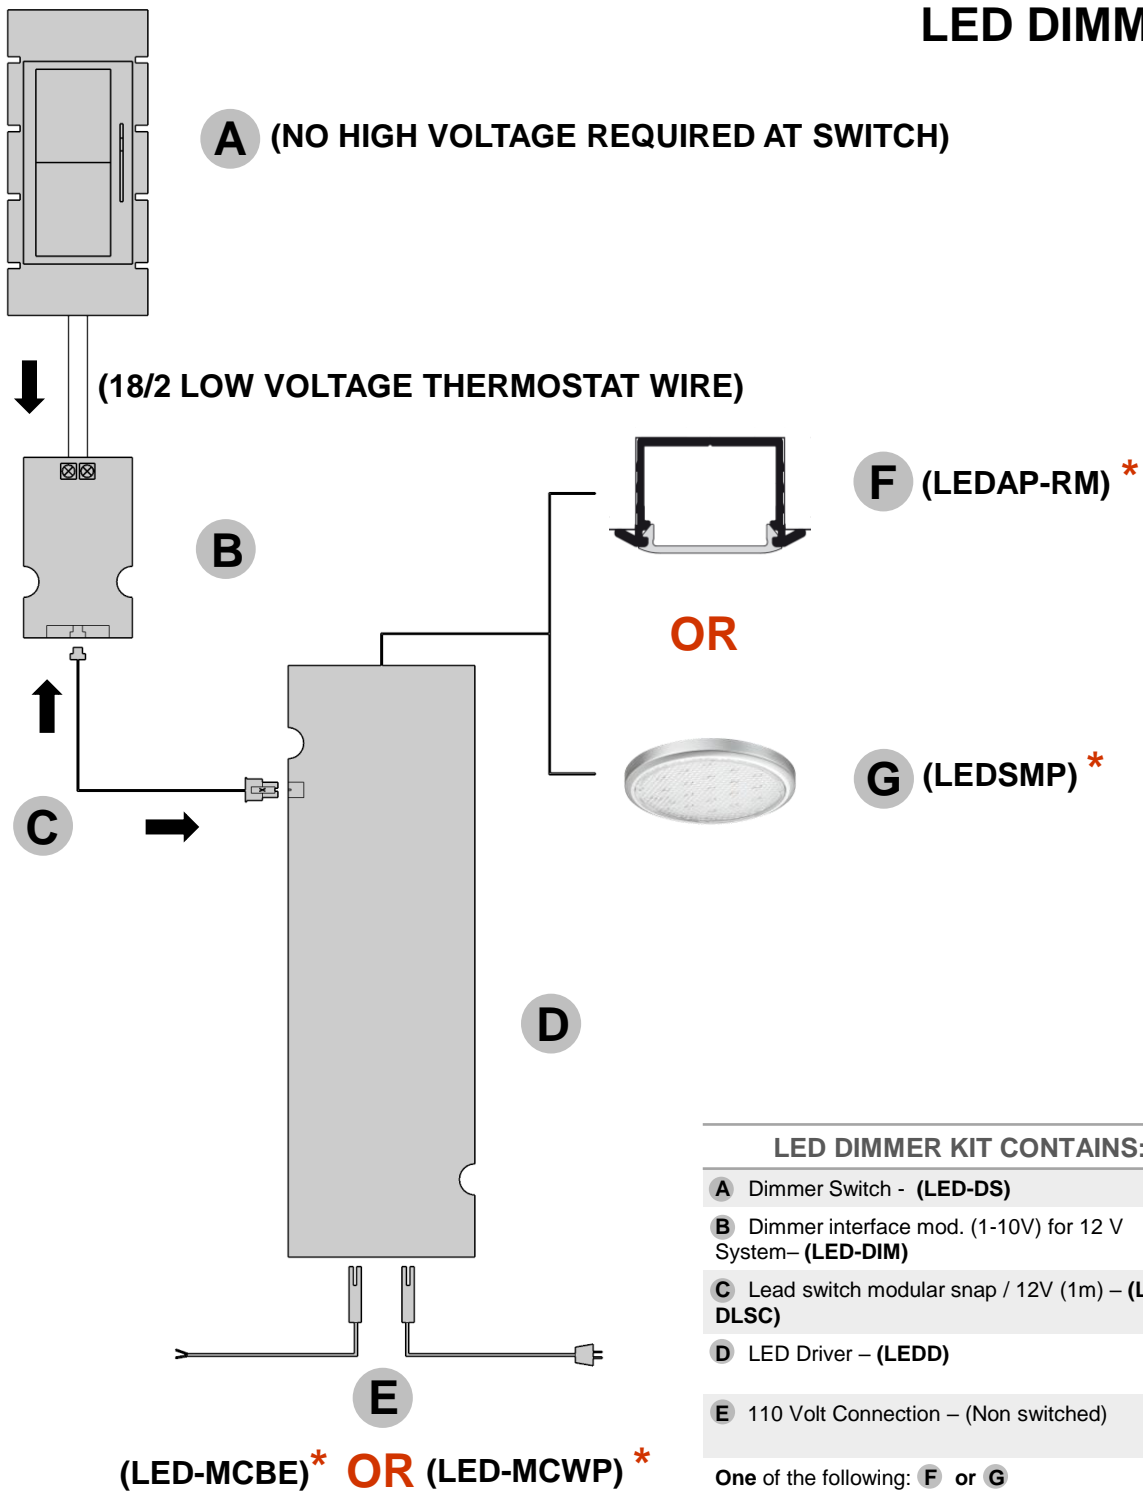 LED DIMM
A (NO HIGH VOLTAGE REQUIRED AT SWITCH)
(18/2 LOW VOLTAGE THERMOSTAT WIRE)
F (LEDAP-RM) *
B
OR
G (LEDSMP) *
C
D
E
(LED-MCBE)* OR (LED-MCWP) *
LED DIMMER KIT CONTAINS:
A Dimmer Switch - (LED-DS)
B Dimmer interface mod. (1-10V) for 12 V
System– (LED-DIM)
C Lead switch modular snap / 12V (1m) – (L
DLSC)
D LED Driver – (LEDD)
E 110 Volt Connection – (Non switched)
One of the following: F or G